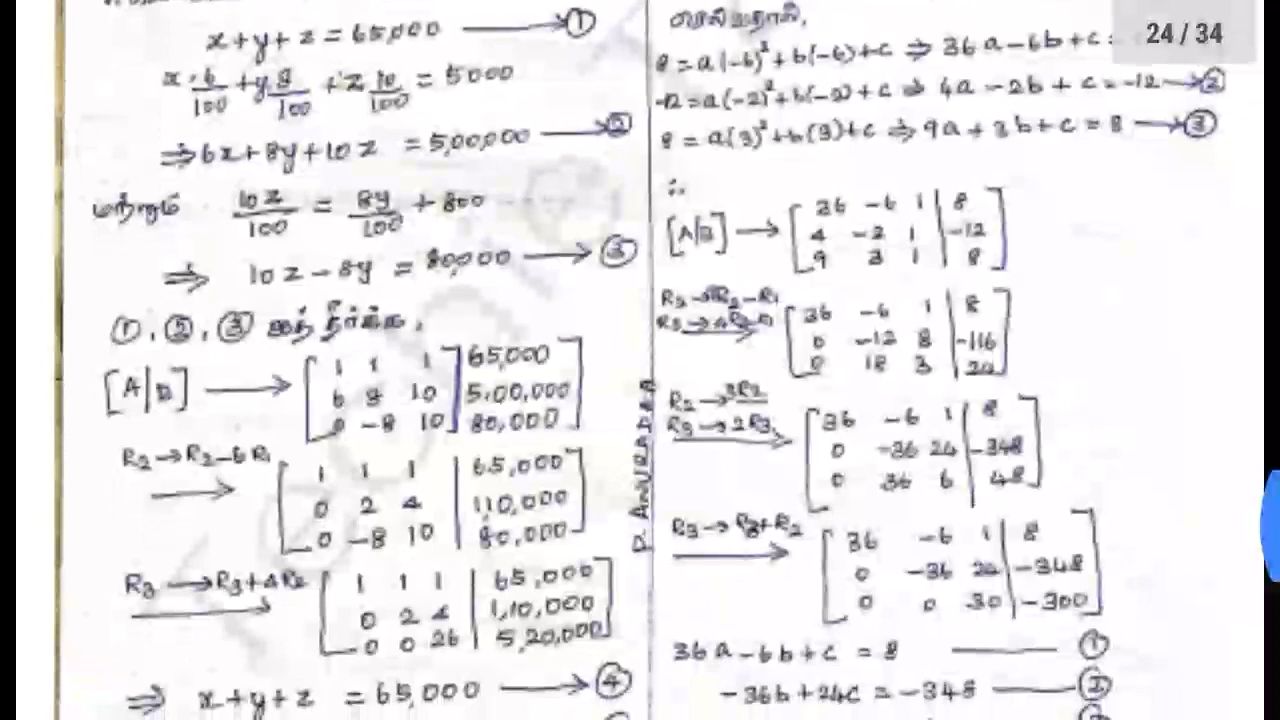 x+y+z = 65,000 ⟶ ①
x·6/100 + y8/100 + z10/100 = 5000
⇒ 6x+8y+10z = 5,00,000 ⟶ ②
மற்றும் 10z/100 = 8y/100 + 800
⇒ 10z - 8y = 80,000 ⟶ ③
①, ②, ③ ஐத் தீர்க்க,
[A|B] ⟶ [1 1 1 | 65,000
6 8 10 | 5,00,000
0 -8 10 | 80,000]
R2→R2-6R1
⟶ [1 1 1 | 65,000
0 2 4 | 110,000
0 -8 10 | 80,000]
R3 ⟶ R3+4R2 [1 1 1 | 65,000
0 2 4 | 1,10,000
0 0 26 | 5,20,000]
⇒ x+y+z = 65,000 ⟶ ④
P. ANURADHA
24 / 34
8 = a(-6)²+b(-6)+c ⇒ 36a-6b+c =
-12 = a(-2)²+b(-2)+c ⇒ 4a-2b+c = -12 ⟶ ②
8 = a(3)²+b(3)+c ⇒ 9a+3b+c = 8 ⟶ ③
∴
[A|B] ⟶ [36 -6 1 | 8
4 -2 1 | -12
9 3 1 | 8]
[36 -6 1 | 8
0 -12 8 | -116
0 18 3 | 24]
R2 → 3R2
R3 → 2R3
⟶ [36 -6 1 | 8
0 -36 24 | -348
0 36 6 | 48]
R3 → R3+R2
⟶ [36 -6 1 | 8
0 -36 24 | -348
0 0 30 | -300]
36a-6b+c = 8 — ①
-36b+24c = -348 — ②